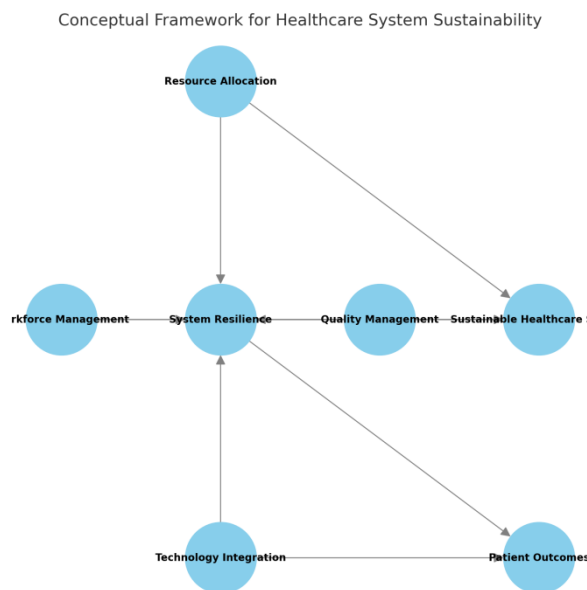 Conceptual Framework for Healthcare System Sustainability
Resource Allocation
rkforce Management
System Resilience
Quality Management
Sustainable Healthcare S
Technology Integration
Patient Outcomes